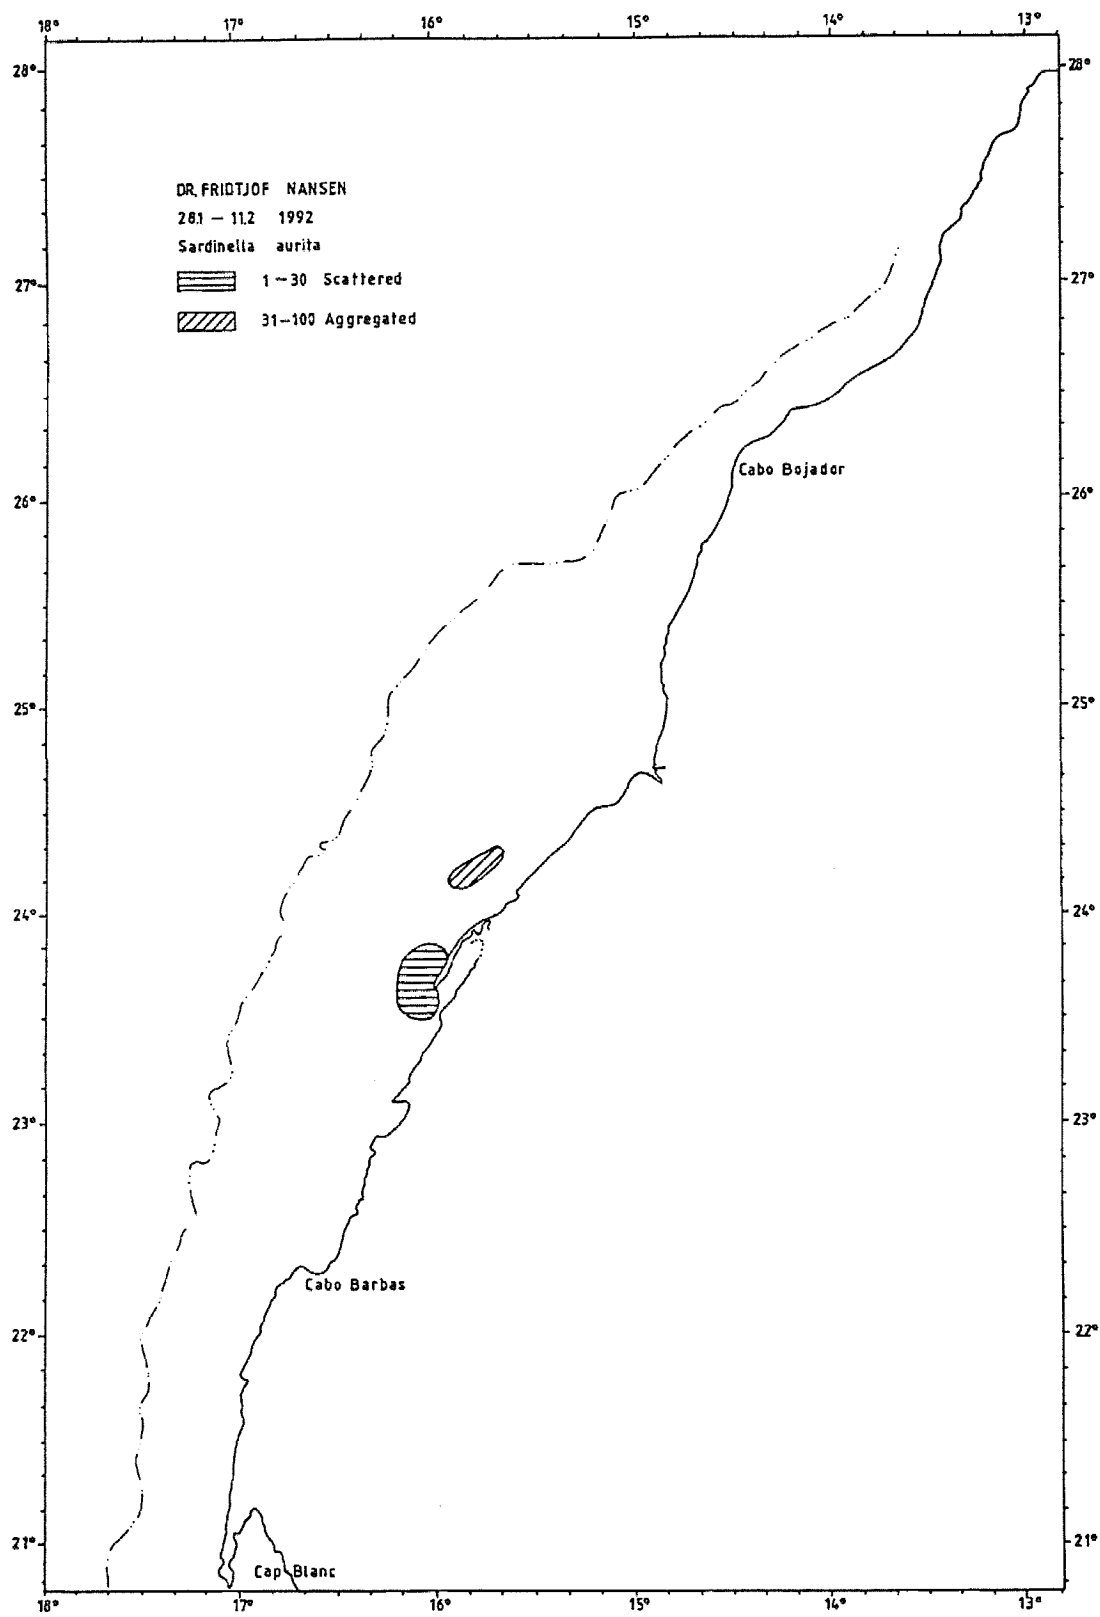 18° 17° 16° 15° 14° 13°
28° 28°
DR. FRIDTJOF NANSEN
28.1 — 11.2 1992
Sardinella aurita
1—30 Scattered
27° 27°
31—100 Aggregated
Cabo Bojador
26° 26°
25° 25°
24° 24°
23° 23°
Cabo Barbas
22° 22°
21° 21°
Cap Blanc
18° 17° 16° 15° 14° 13°